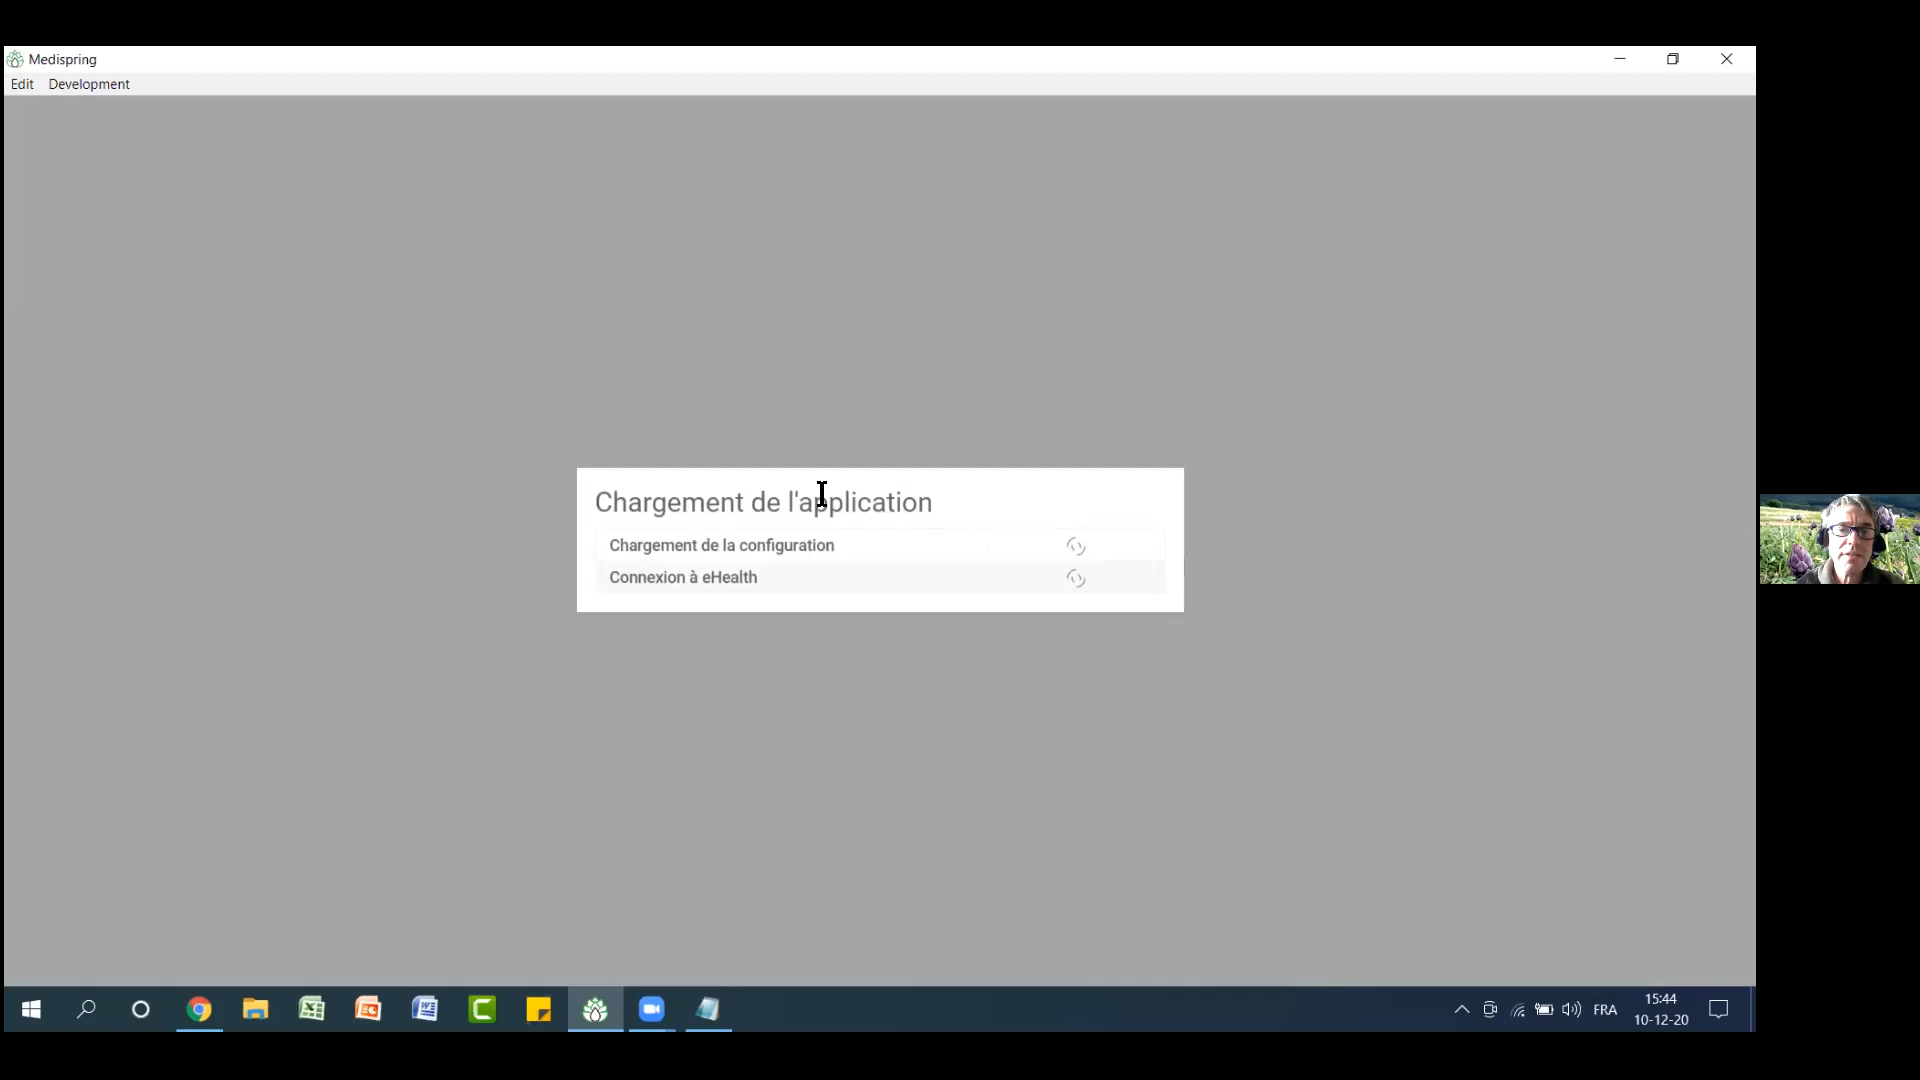 Medispring
Edit Development
Chargement de l'application
Chargement de la configuration
Connexion à eHealth
FRA
15:44
10-12-20